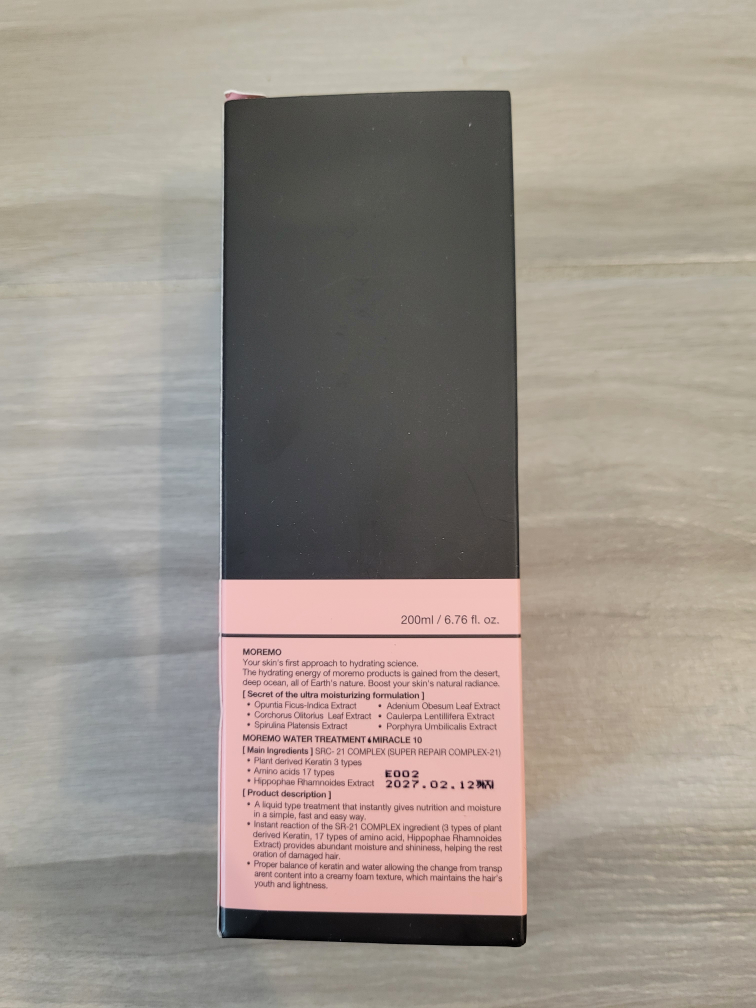 200ml / 6.76 fl. oz.
MOREMO
Your skin's first approach to hydrating science.
The hydrating energy of moremo products is gained from the desert,
deep ocean, all of Earth's nature. Boost your skin's natural radiance.
[ Secret of the ultra moisturizing formulation ]
• Opuntia Ficus-Indica Extract • Adenium Obesum Leaf Extract
• Corchorus Olitorius Leaf Extract • Caulerpa Lentillifera Extract
• Spirulina Platensis Extract • Porphyra Umbilicalis Extract
MOREMO WATER TREATMENT MIRACLE 10
[ Main Ingredients ] SRC- 21 COMPLEX (SUPER REPAIR COMPLEX-21)
• Plant derived Keratin 3 types
• Amino acids 17 types E002
• Hippophae Rhamnoides Extract 2027.02.12까지
[ Product description ]
• A liquid type treatment that instantly gives nutrition and moisture
in a simple, fast and easy way.
• Instant reaction of the SR-21 COMPLEX ingredient (3 types of plant
derived Keratin, 17 types of amino acid, Hippophae Rhamnoides
Extract) provides abundant moisture and shininess, helping the rest
oration of damaged hair.
• Proper balance of keratin and water allowing the change from transp
arent content into a creamy foam texture, which maintains the hair's
youth and lightness.